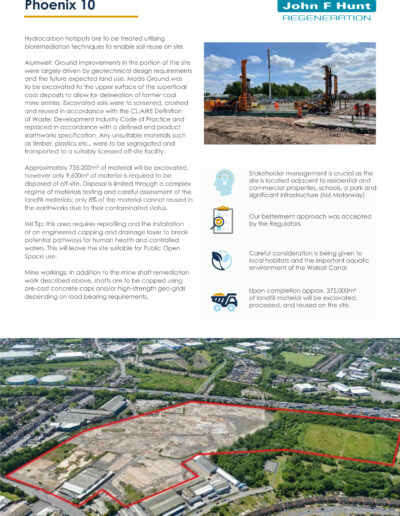 Phoenix 10
John F Hunt
REGENERATION
Hydrocarbon hotspots are to be treated utilising
bioremediation techniques to enable soil reuse on site.
Alumwell: Ground improvements in this portion of the site
were largely driven by geotechnical design requirements
and the future expected land use. Made Ground was
to be excavated to the upper surface of the superficial
coal deposits to allow for delineation of former coal
mine entries. Excavated soils were to screened, crushed
and reused in accordance with the CL:AIRE Definition
of Waste: Development Industry Code of Practice and
replaced in accordance with a defined end product
earthworks specification. Any unsuitable materials such
as timber, plastics etc., were to be segregated and
transported to a suitably licensed off-site facility.
Approximately 735,200m³ of material will be excavated,
however only 9,600m³ of material is required to be
disposed of off-site. Disposal is limited through a complex
regime of materials testing and careful assessment of the
landfill materials; only 8% of the material cannot reused in
the earthworks due to their contaminated status.
IMI Tip: this area requires reprofiling and the installation
of an engineered capping and drainage layer to break
potential pathways for human health and controlled
waters. This will leave the site suitable for Public Open
Space use.
Mine workings: In addition to the mine shaft remediation
work described above, shafts are to be capped using
pre-cast concrete caps and/or high-strength geo-grids
depending on load bearing requirements.
Stakeholder management is crucial as the
site is located adjacent to residential and
commercial properties, schools, a park and
significant infrastructure (M6 Motorway)
Our betterment approach was accepted
by the Regulators.
Careful consideration is being given to
local habitats and the important aquatic
environment of the Walsall Canal.
Upon completion approx. 375,000m³
of landfill material will be excavated,
processed, and reused on the site.